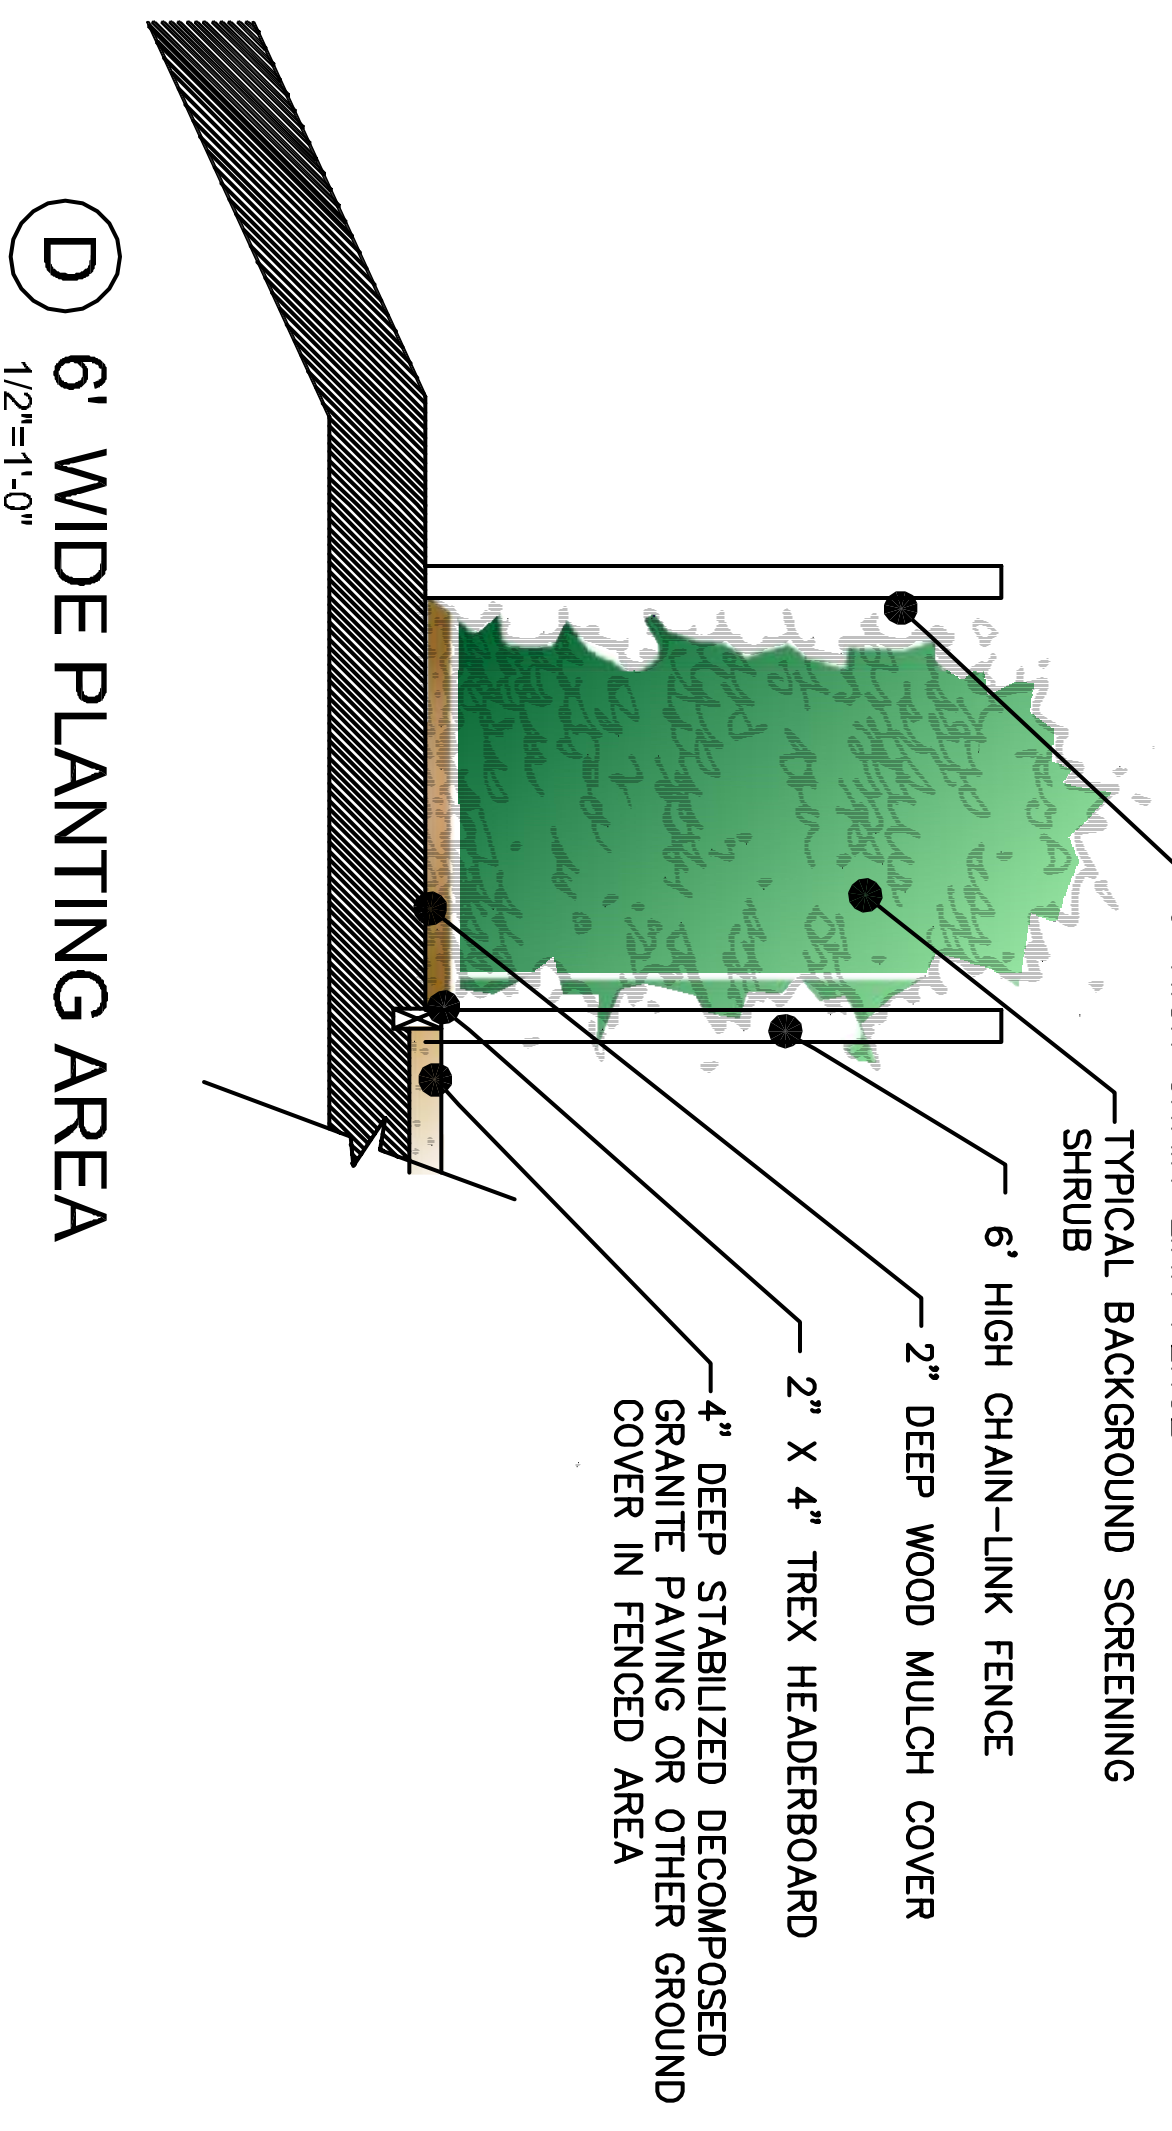 TYPICAL BACKGROUND SCREENING
SHRUB
6' HIGH CHAIN-LINK FENCE
2" DEEP WOOD MULCH COVER
2" X 4" TREX HEADERBOARD
4" DEEP STABILIZED DECOMPOSED
GRANITE PAVING OR OTHER GROUND
COVER IN FENCED AREA
D
6' WIDE PLANTING AREA
1/2"=1'-0"